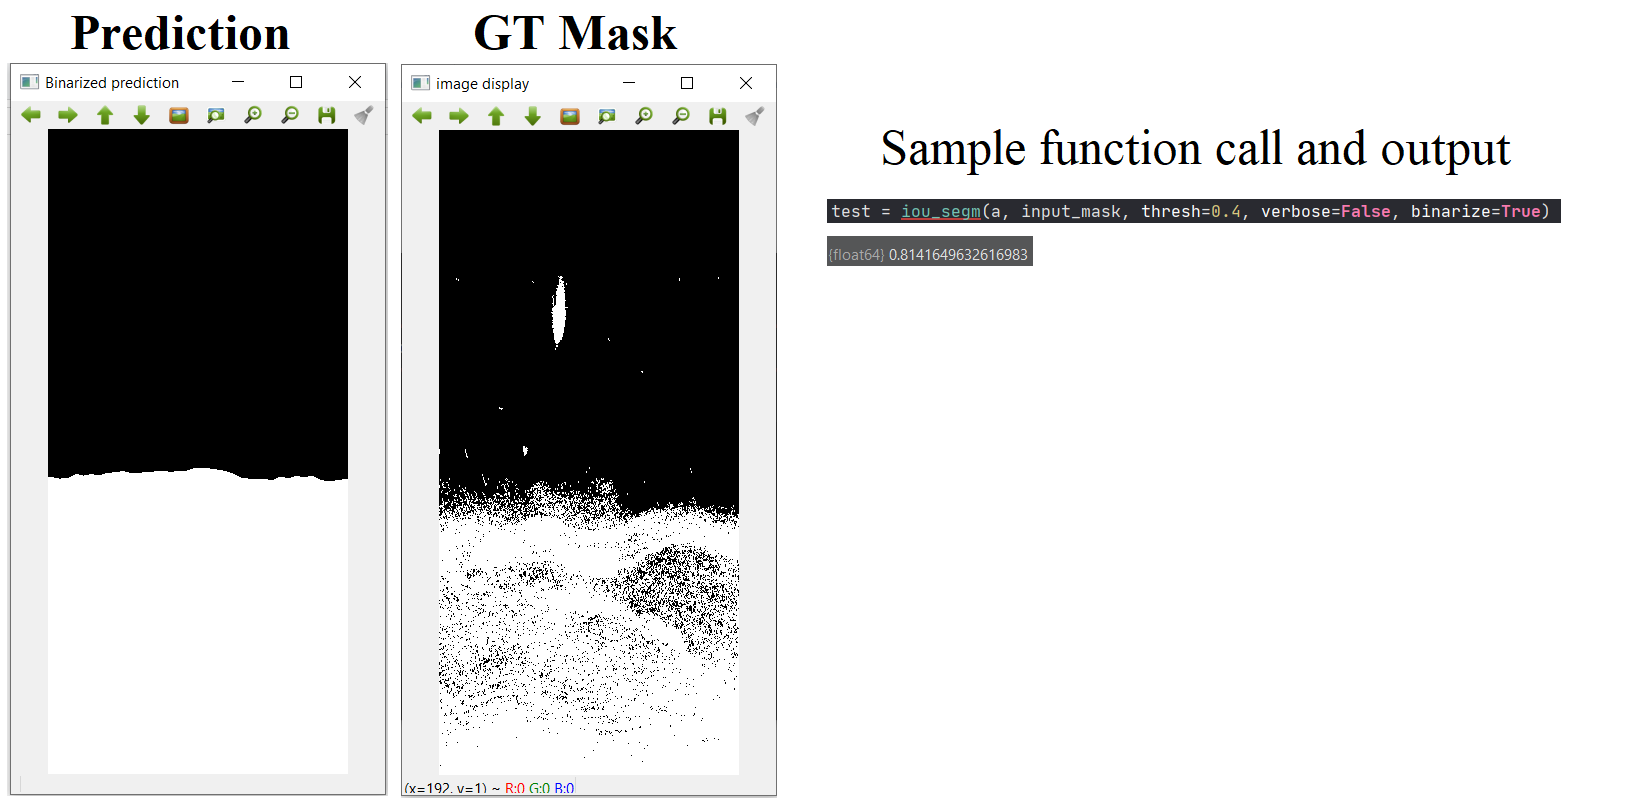 Prediction
GT Mask
Binarized prediction
image display
(x=192, y=1) ~ R:0 G:0 B:0
Sample function call and output
test = iou_segm(a, input_mask, thresh=0.4, verbose=False, binarize=True)
{float64} 0.8141649632616983